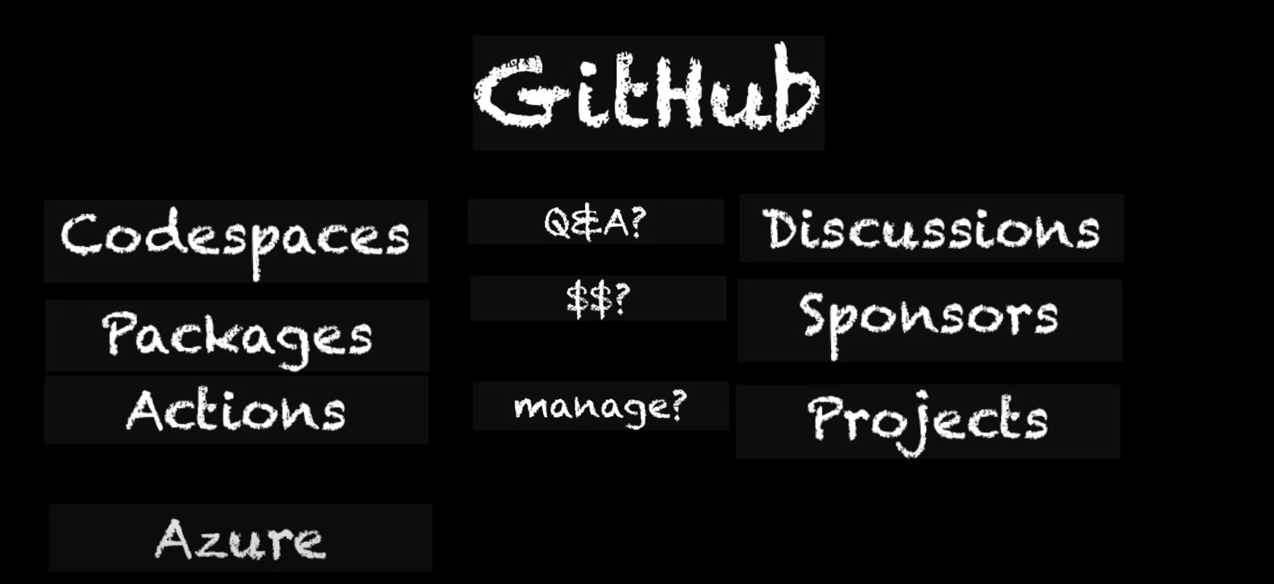 GitHub
Codespaces
Packages
Actions
Azure
Q&A?
$$?
manage?
Discussions
Sponsors
Projects